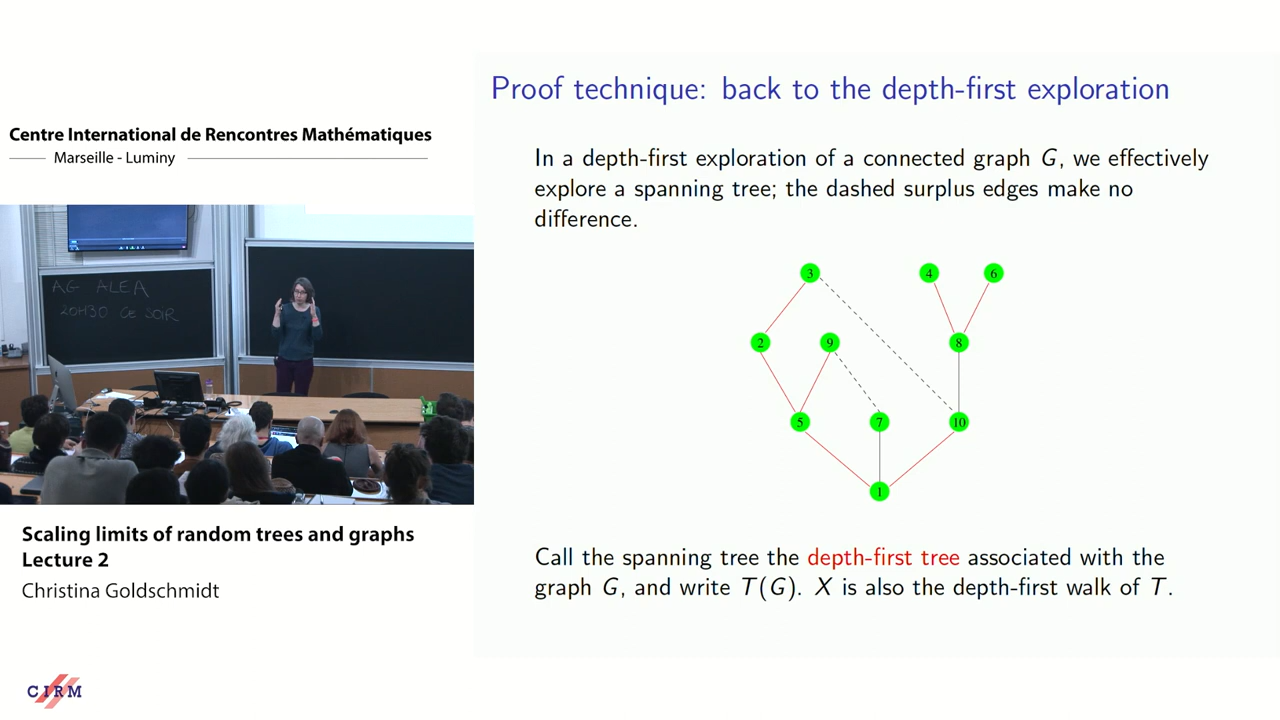 Centre International de Rencontres Mathématiques
Marseille - Luminy
AG ALEA
20H30 Ce SOIR
Scaling limits of random trees and graphs
Lecture 2
Christina Goldschmidt
CIRM
Proof technique: back to the depth-first exploration
In a depth-first exploration of a connected graph G, we effectively
explore a spanning tree; the dashed surplus edges make no
difference.
3 4 6
2 9 8
5 7 10
1
Call the spanning tree the depth-first tree associated with the
graph G, and write T(G). X is also the depth-first walk of T.